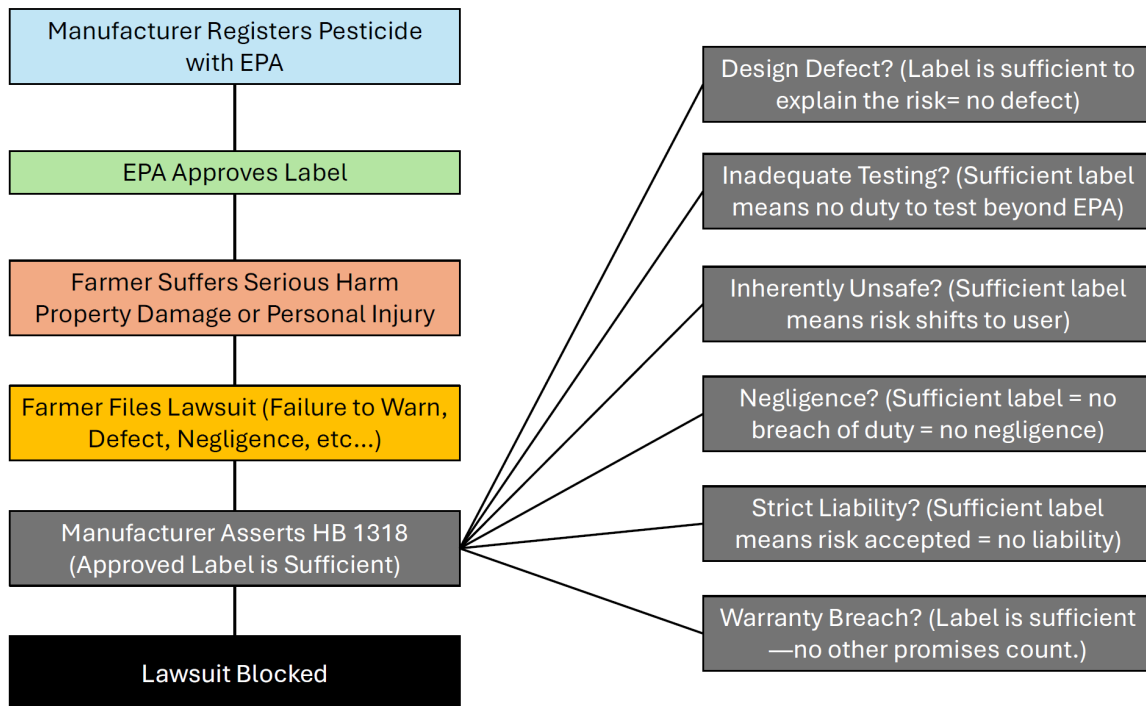 Manufacturer Registers Pesticide
with EPA
EPA Approves Label
Farmer Suffers Serious Harm
Property Damage or Personal Injury
Farmer Files Lawsuit (Failure to Warn,
Defect, Negligence, etc...)
Manufacturer Asserts HB 1318
(Approved Label is Sufficient)
Lawsuit Blocked
Design Defect? (Label is sufficient to
explain the risk= no defect)
Inadequate Testing? (Sufficient label
means no duty to test beyond EPA)
Inherently Unsafe? (Sufficient label
means risk shifts to user)
Negligence? (Sufficient label = no
breach of duty = no negligence)
Strict Liability? (Sufficient label
means risk accepted = no liability)
Warranty Breach? (Label is sufficient
—no other promises count.)